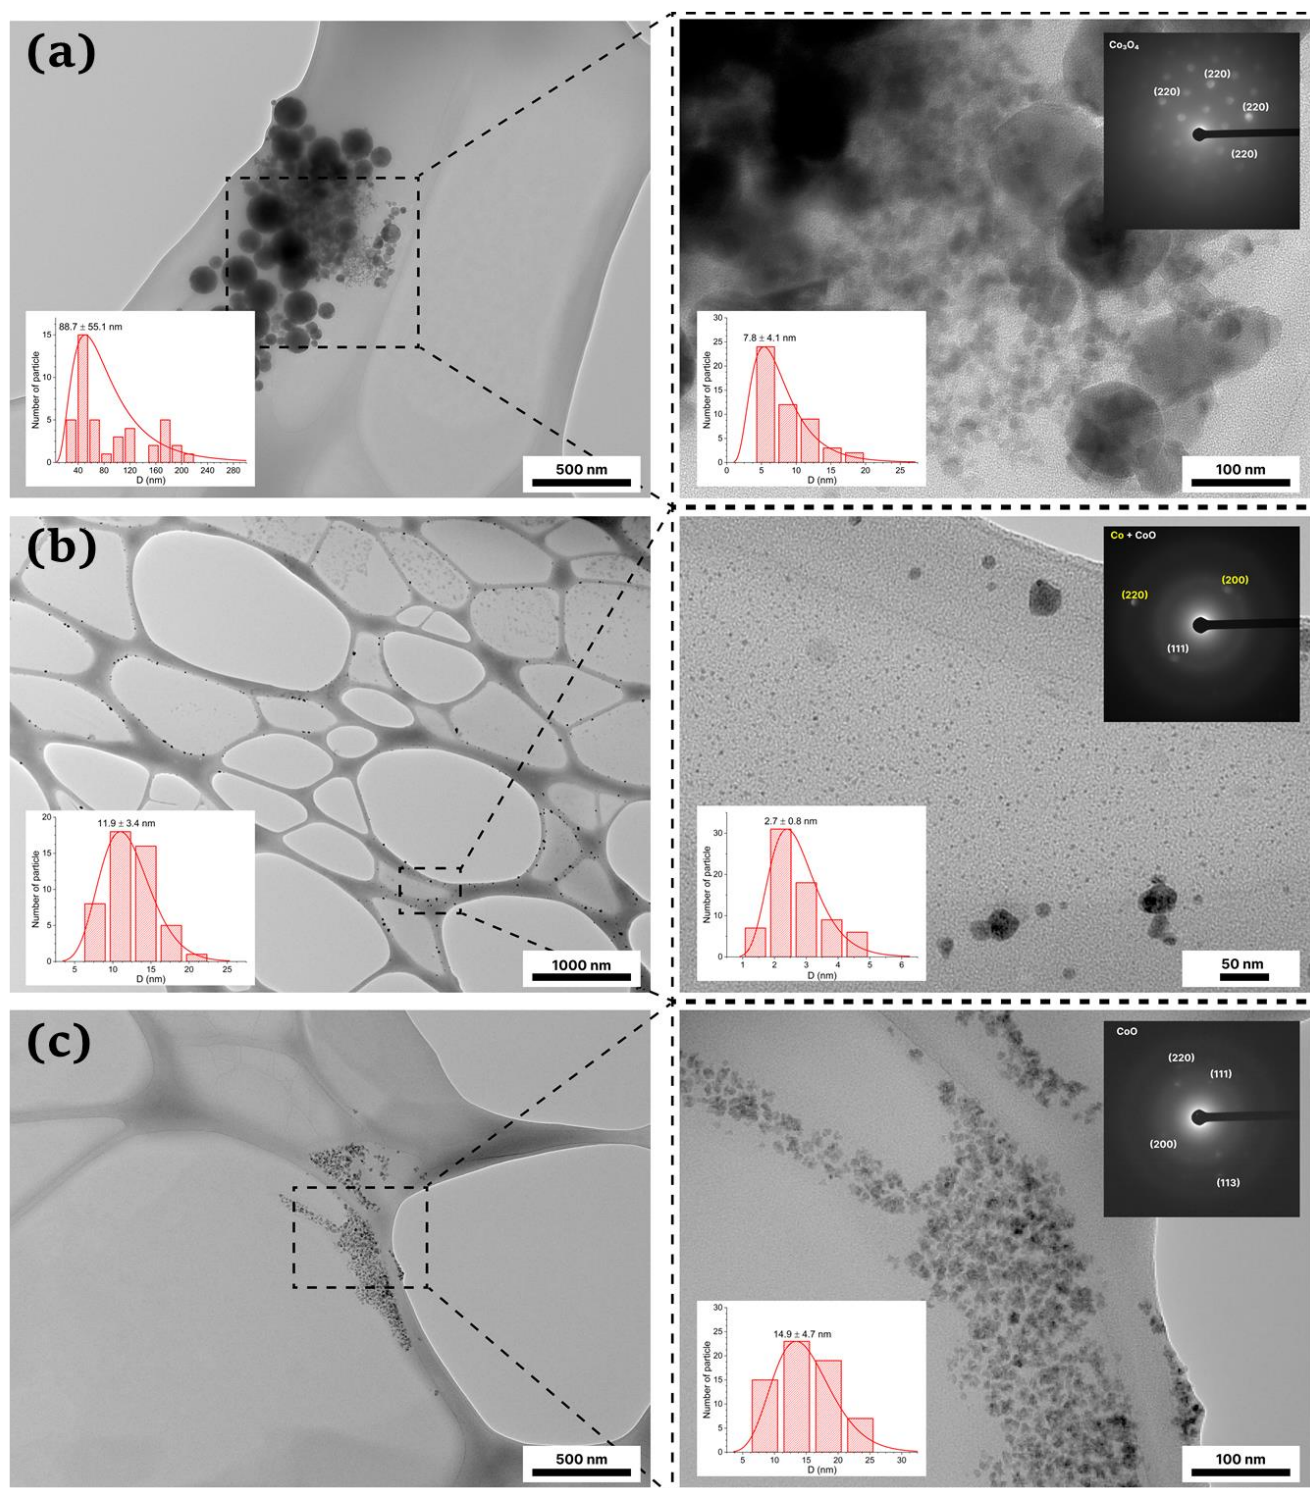 (a)
88.7 ± 55.1 nm
Number of particle
15
10
5
0
40 80 120 160 200 240 280
D (nm)
500 nm
Co₃O₄
(220)
(220)
(220)
(220)
7.8 ± 4.1 nm
Number of particle
30
25
20
15
10
5
0
0 5 10 15 20 25
D (nm)
100 nm
(b)
11.9 ± 3.4 nm
Number of particle
20
15
10
5
0
5 10 15 20 25
D (nm)
1000 nm
Co + CoO
(200)
(220)
(111)
2.7 ± 0.8 nm
Number of particle
30
20
10
0
1 2 3 4 5 6
D (nm)
50 nm
(c)
500 nm
CoO
(220)
(111)
(200)
(113)
14.9 ± 4.7 nm
Number of particle
30
25
20
15
10
5
0
5 10 15 20 25 30
D (nm)
100 nm